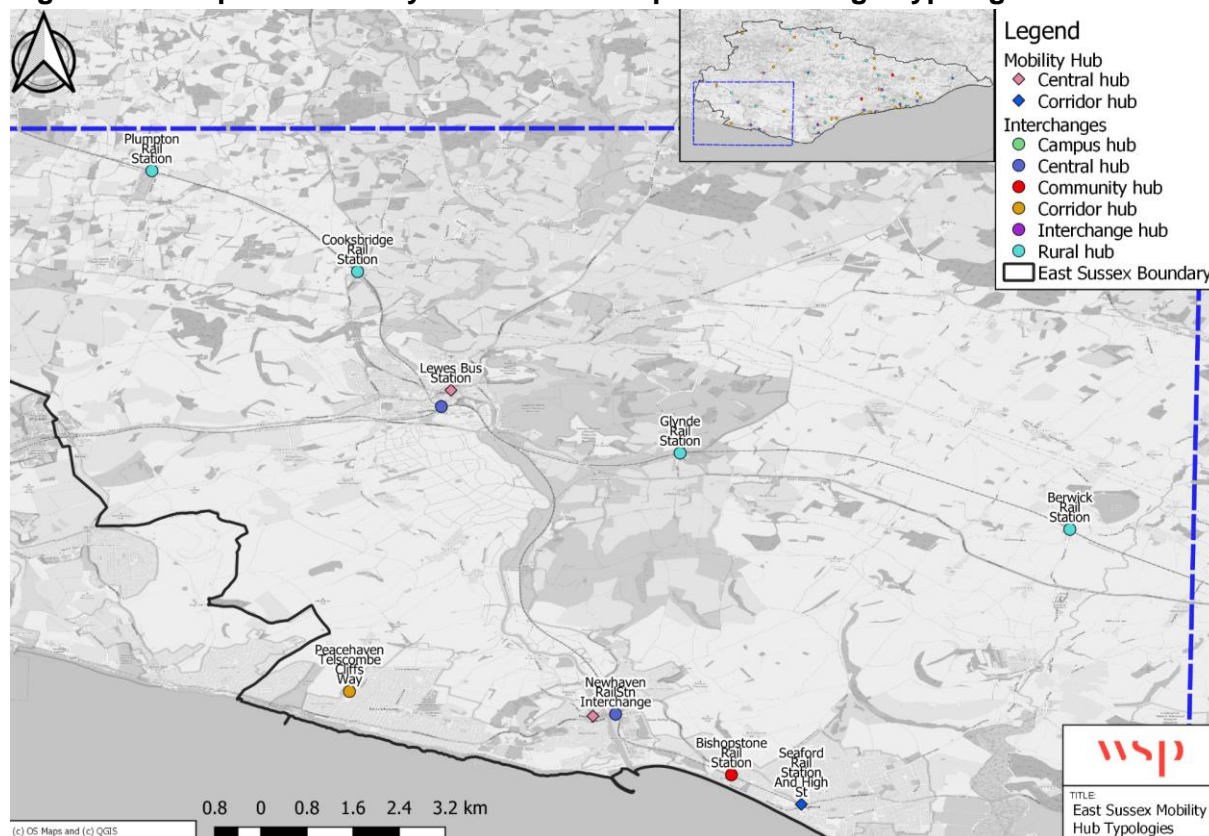 Legend
Mobility Hub
Central hub
Corridor hub
Interchanges
Campus hub
Central hub
Community hub
Corridor hub
Interchange hub
Rural hub
East Sussex Boundary
Plumpton
Rail
Station
Cooksbridge
Rail
Station
Lewes Bus
Station
Glynde
Rail
Station
Berwick
Rail
Station
Peacehaven
Telscombe
Cliffs
Way
Newhaven
RailStn
Interchange
Bishopstone
Rail
Station
Seaford
Rail
Station
And High
St
0.8 0 0.8 1.6 2.4 3.2 km
(c) OS Maps and (c) QGIS
wsp
TITLE:
East Sussex Mobility
Hub Typologies